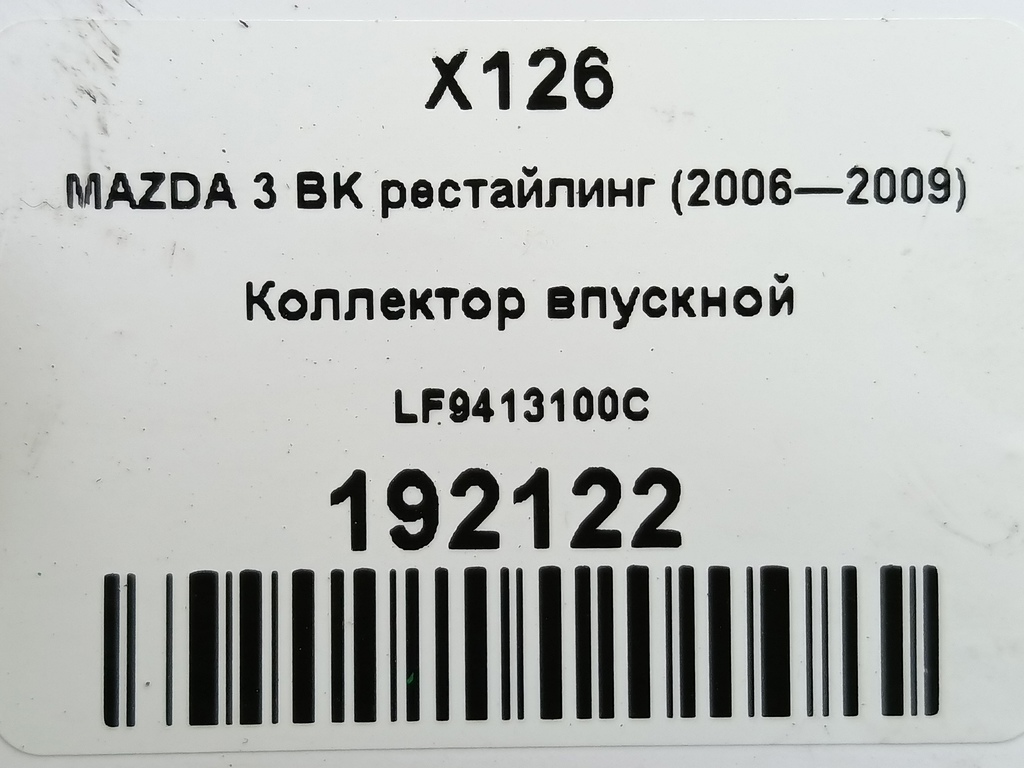 X126
MAZDA 3 BK рестайлинг (2006—2009)
Коллектор впускной
LF9413100C
192122